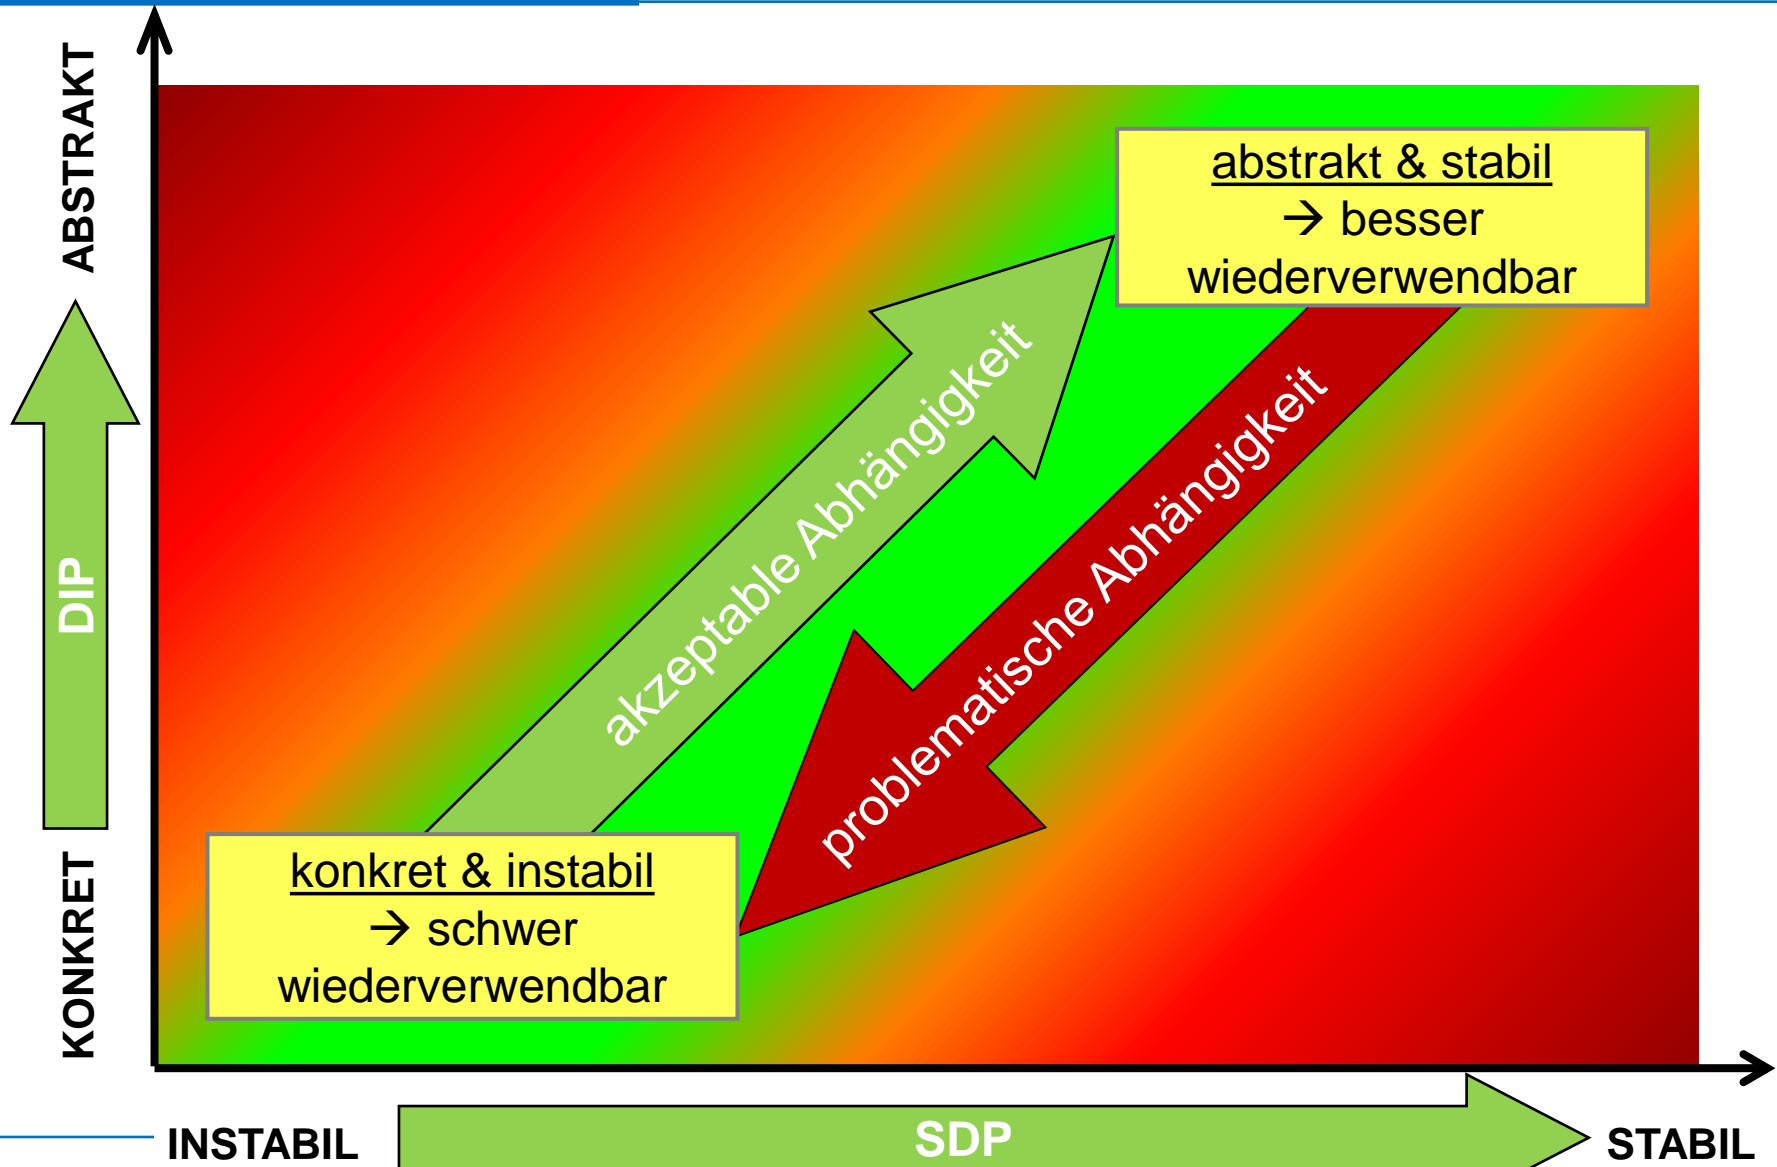 ABSTRAKT
DIP
KONKRET
abstrakt & stabil
→ besser
wiederverwendbar
akzeptable Abhängigkeit
problematische Abhängigkeit
konkret & instabil
→ schwer
wiederverwendbar
INSTABIL
SDP
STABIL